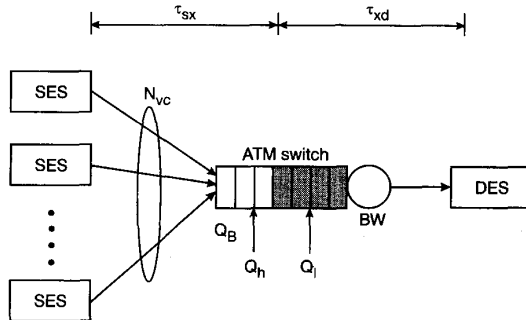 τsx
τxd
SES
Nvc
ATM switch
SES
DES
BW
QB
Qh
Ql
SES